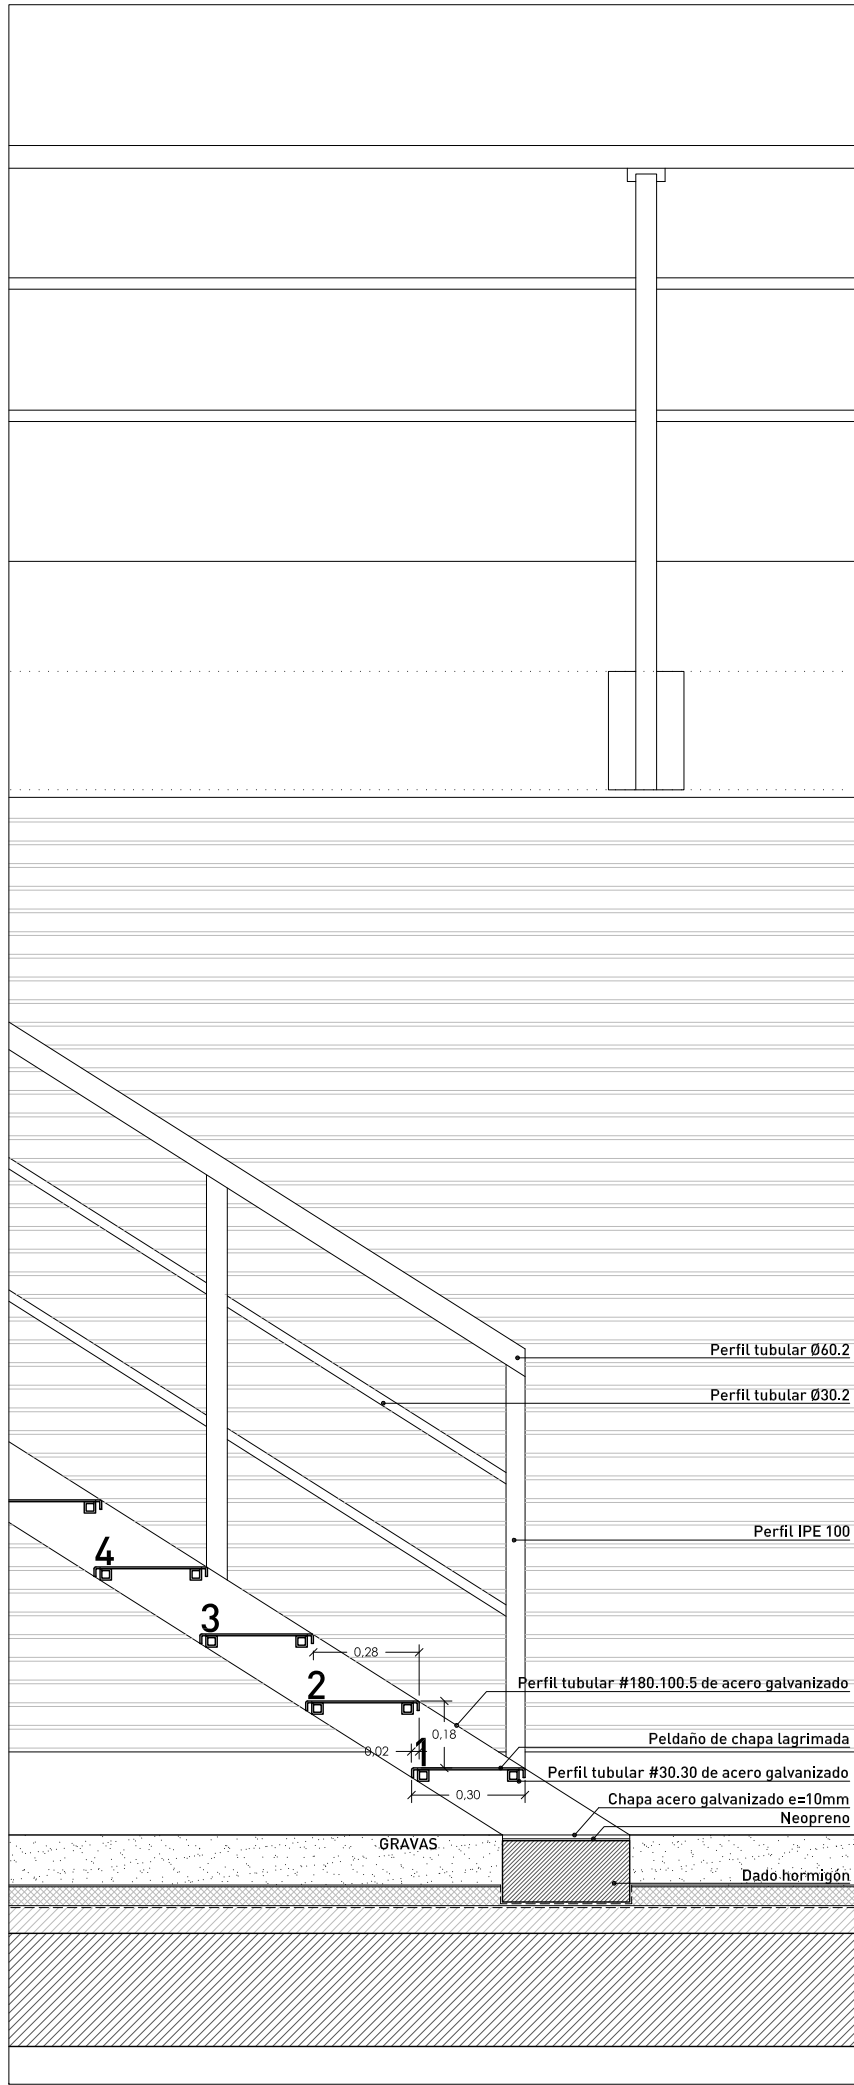 Perfil tubular Ø60.2
Perfil tubular Ø30.2
Perfil IPE 100
4
3
0,28
2
Perfil tubular #180.100.5 de acero galvanizado
0,18
1
0,02
Peldaño de chapa lagrimada
Perfil tubular #30.30 de acero galvanizado
0,30
Chapa acero galvanizado e=10mm
Neopreno
GRAVAS
Dado hormigón